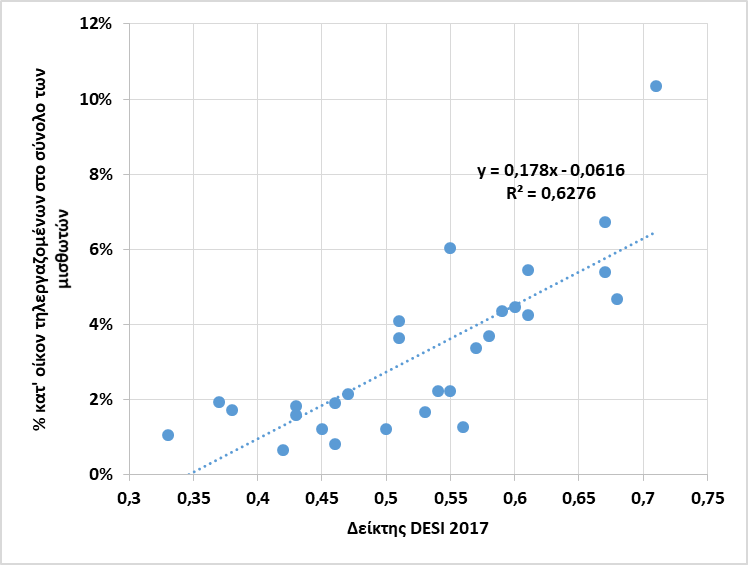 12%
10%
8%
6%
4%
2%
0%
% κατ' οίκον τηλεργαζομένων στο σύνολο των
μισθωτών
y = 0,178x - 0,0616
R² = 0,6276
0,3 0,35 0,4 0,45 0,5 0,55 0,6 0,65 0,7 0,75
Δείκτης DESI 2017